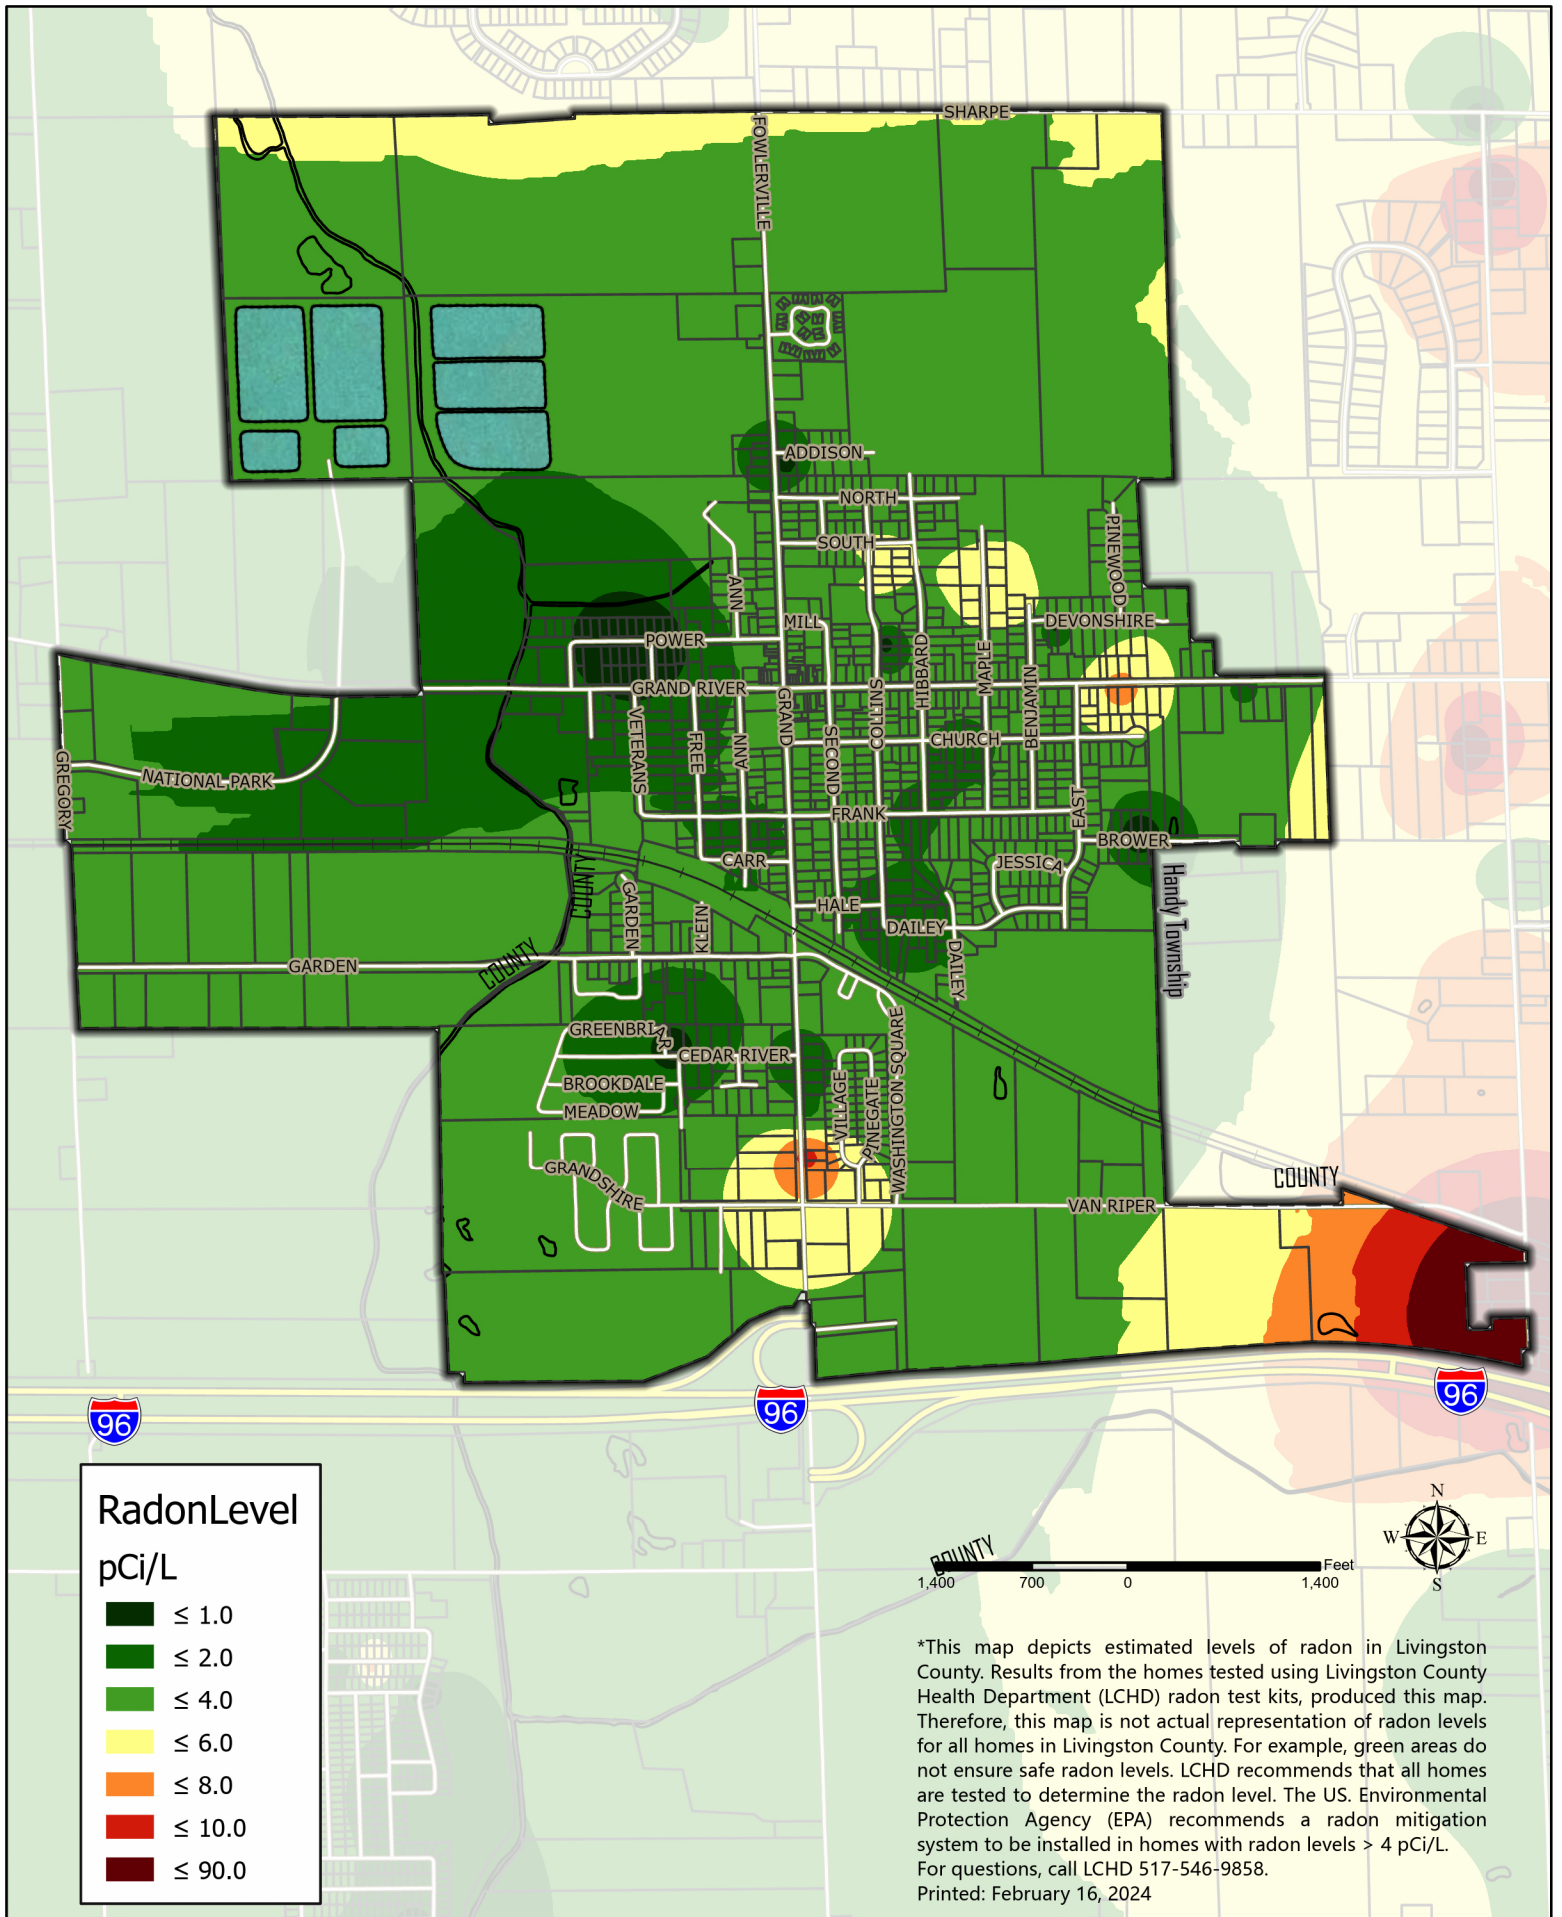 SHARPE
FOWLERVILLE
ADDISON
NORTH
SOUTH
PINEWOOD
ANN
MILL
DEVONSHIRE
POWER
HIBBARD
MAPLE
BENJAMIN
GRAND RIVER
GRAND
COLLINS
VETERANS
FREE
ANN
SECOND
CHURCH
GREGORY
NATIONAL PARK
EAST
FRANK
BROWER
CARR
JESSICA
COUNTY
GARDEN
KLEIN
HALE
DAILEY
DAILEY
Handy Township
GARDEN
COUNTY
GREENBRIAR
CEDAR RIVER
WASHINGTON SQUARE
BROOKDALE
VILLAGE
PINEGATE
MEADOW
GRANDSHIRE
COUNTY
VAN RIPER
96
96
96
RadonLevel
pCi/L
≤ 1.0
≤ 2.0
≤ 4.0
≤ 6.0
≤ 8.0
≤ 10.0
≤ 90.0
N
W E
S
COUNTY
Feet
1,400 700 0 1,400
*This map depicts estimated levels of radon in Livingston
County. Results from the homes tested using Livingston County
Health Department (LCHD) radon test kits, produced this map.
Therefore, this map is not actual representation of radon levels
for all homes in Livingston County. For example, green areas do
not ensure safe radon levels. LCHD recommends that all homes
are tested to determine the radon level. The US. Environmental
Protection Agency (EPA) recommends a radon mitigation
system to be installed in homes with radon levels > 4 pCi/L.
For questions, call LCHD 517-546-9858.
Printed: February 16, 2024